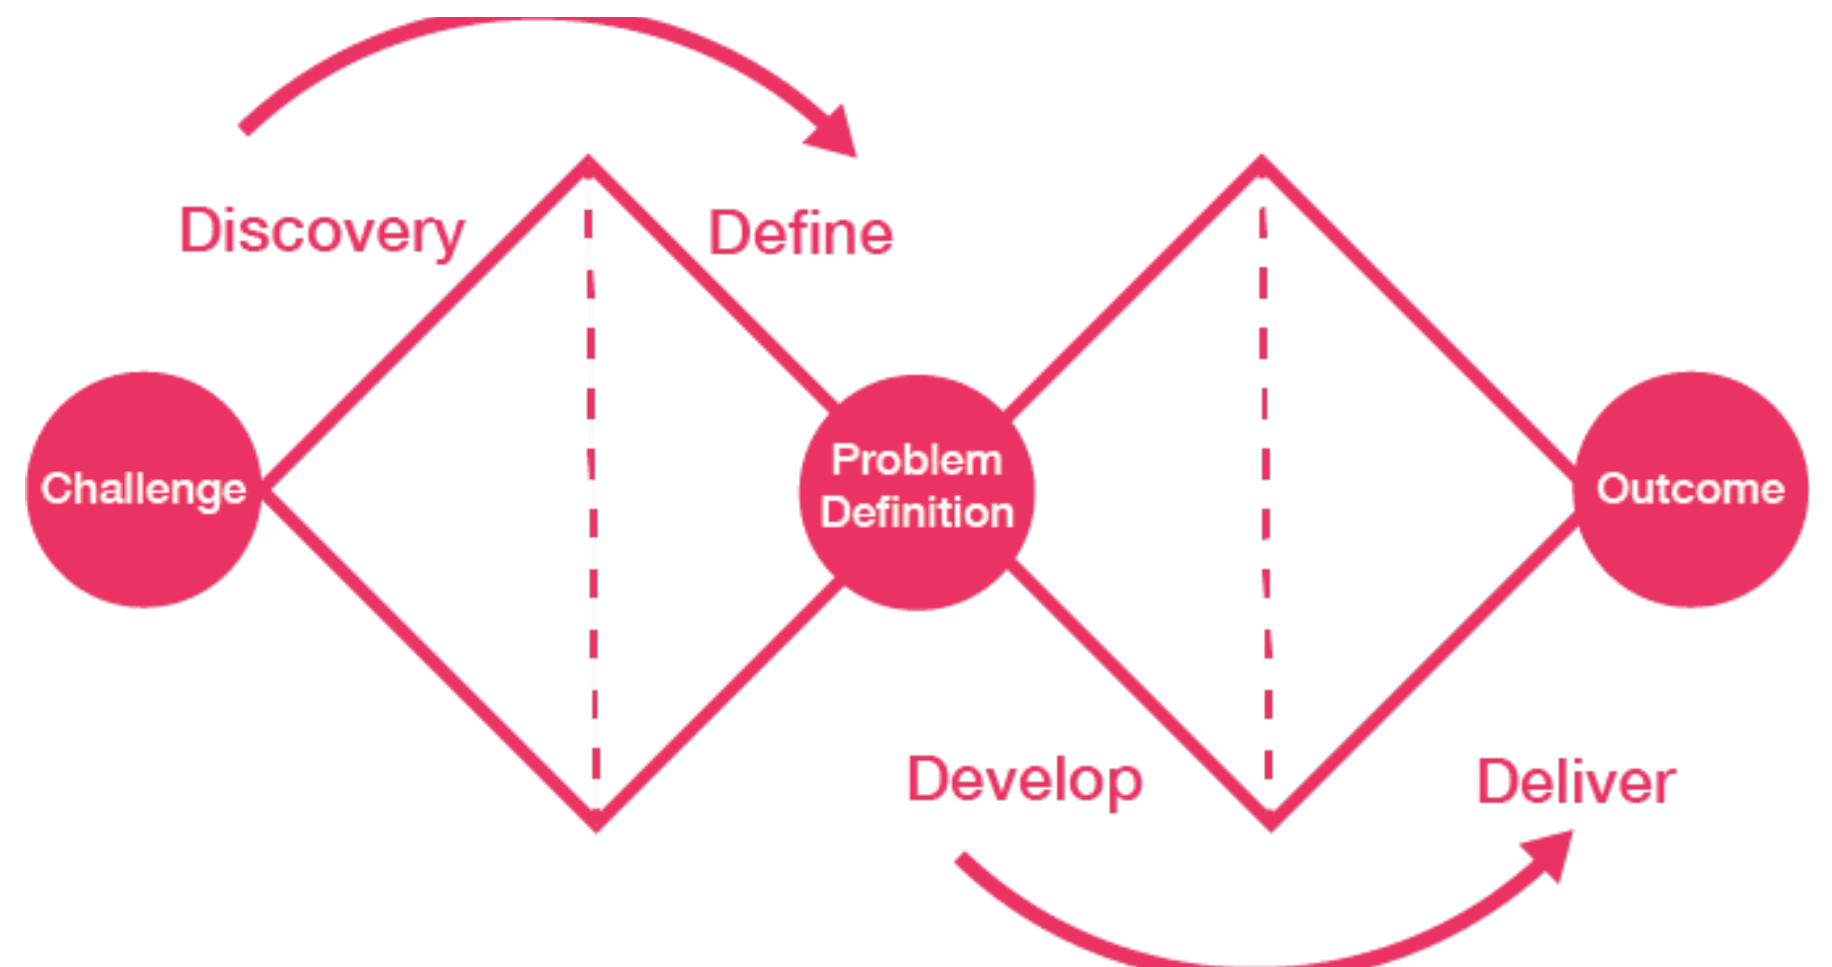 Discovery
Define
Challenge
Problem
Definition
Outcome
Develop
Deliver